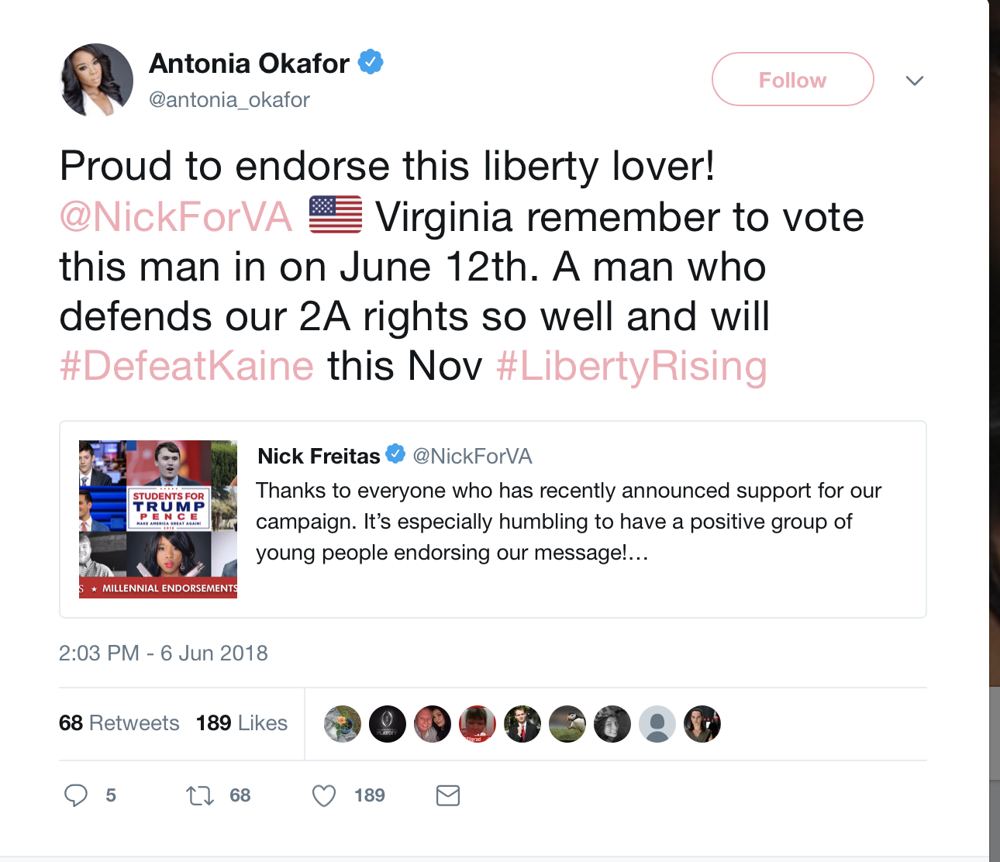 Antonia Okafor
@antonia_okafor
Follow
Proud to endorse this liberty lover!
@NickForVA 🇺🇸 Virginia remember to vote
this man in on June 12th. A man who
defends our 2A rights so well and will
#DefeatKaine this Nov #LibertyRising
STUDENTS FOR
TRUMP
PENCE
MAKE AMERICA GREAT AGAIN!
2016
S ★ MILLENNIAL ENDORSEMENTS
Nick Freitas @NickForVA
Thanks to everyone who has recently announced support for our
campaign. It’s especially humbling to have a positive group of
young people endorsing our message!…
2:03 PM - 6 Jun 2018
68 Retweets 189 Likes
PLAYOFF
5 68 189